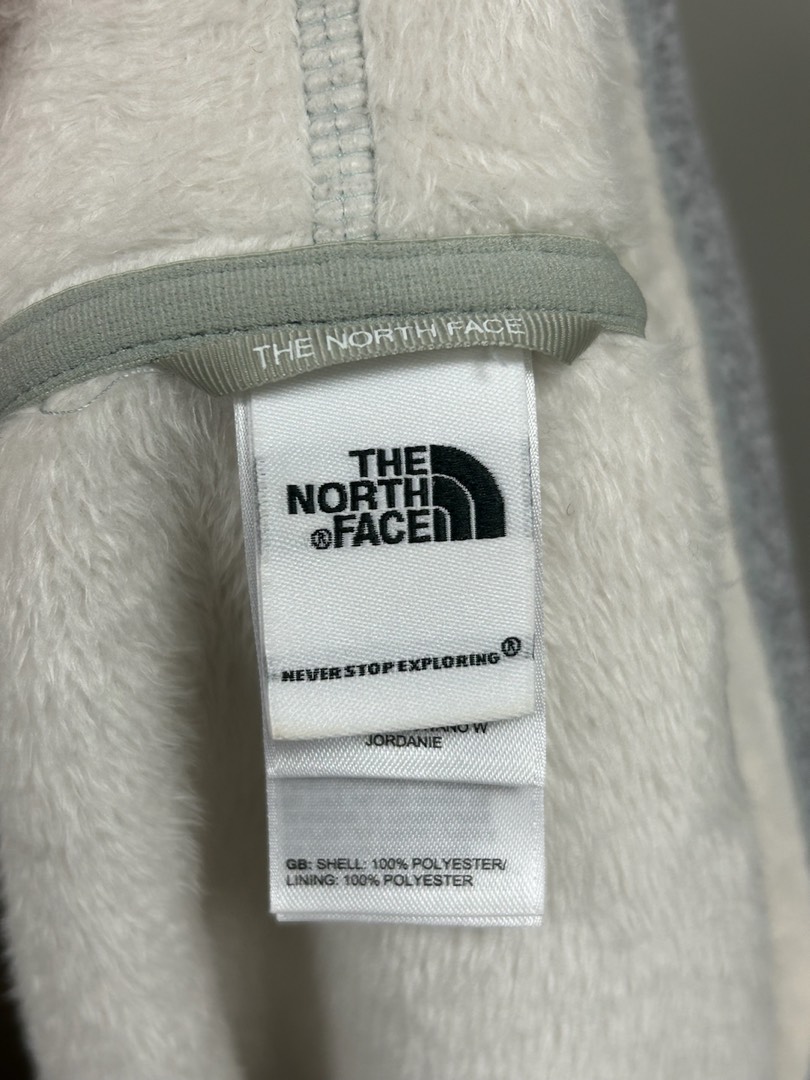 THE NORTH FACE
THE
NORTH
®FACE
NEVER STOP EXPLORING®
W
JORDANIE
GB: SHELL: 100% POLYESTER/
LINING: 100% POLYESTER